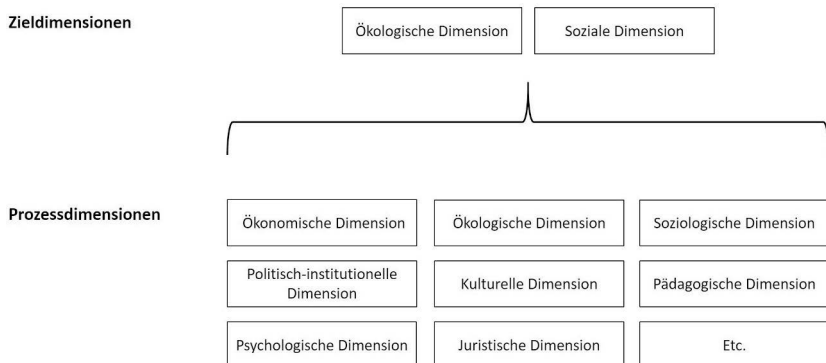 Zieldimensionen
Ökologische Dimension
Soziale Dimension
Prozessdimensionen
Ökonomische Dimension
Ökologische Dimension
Soziologische Dimension
Politisch-institutionelle
Dimension
Kulturelle Dimension
Pädagogische Dimension
Psychologische Dimension
Juristische Dimension
Etc.